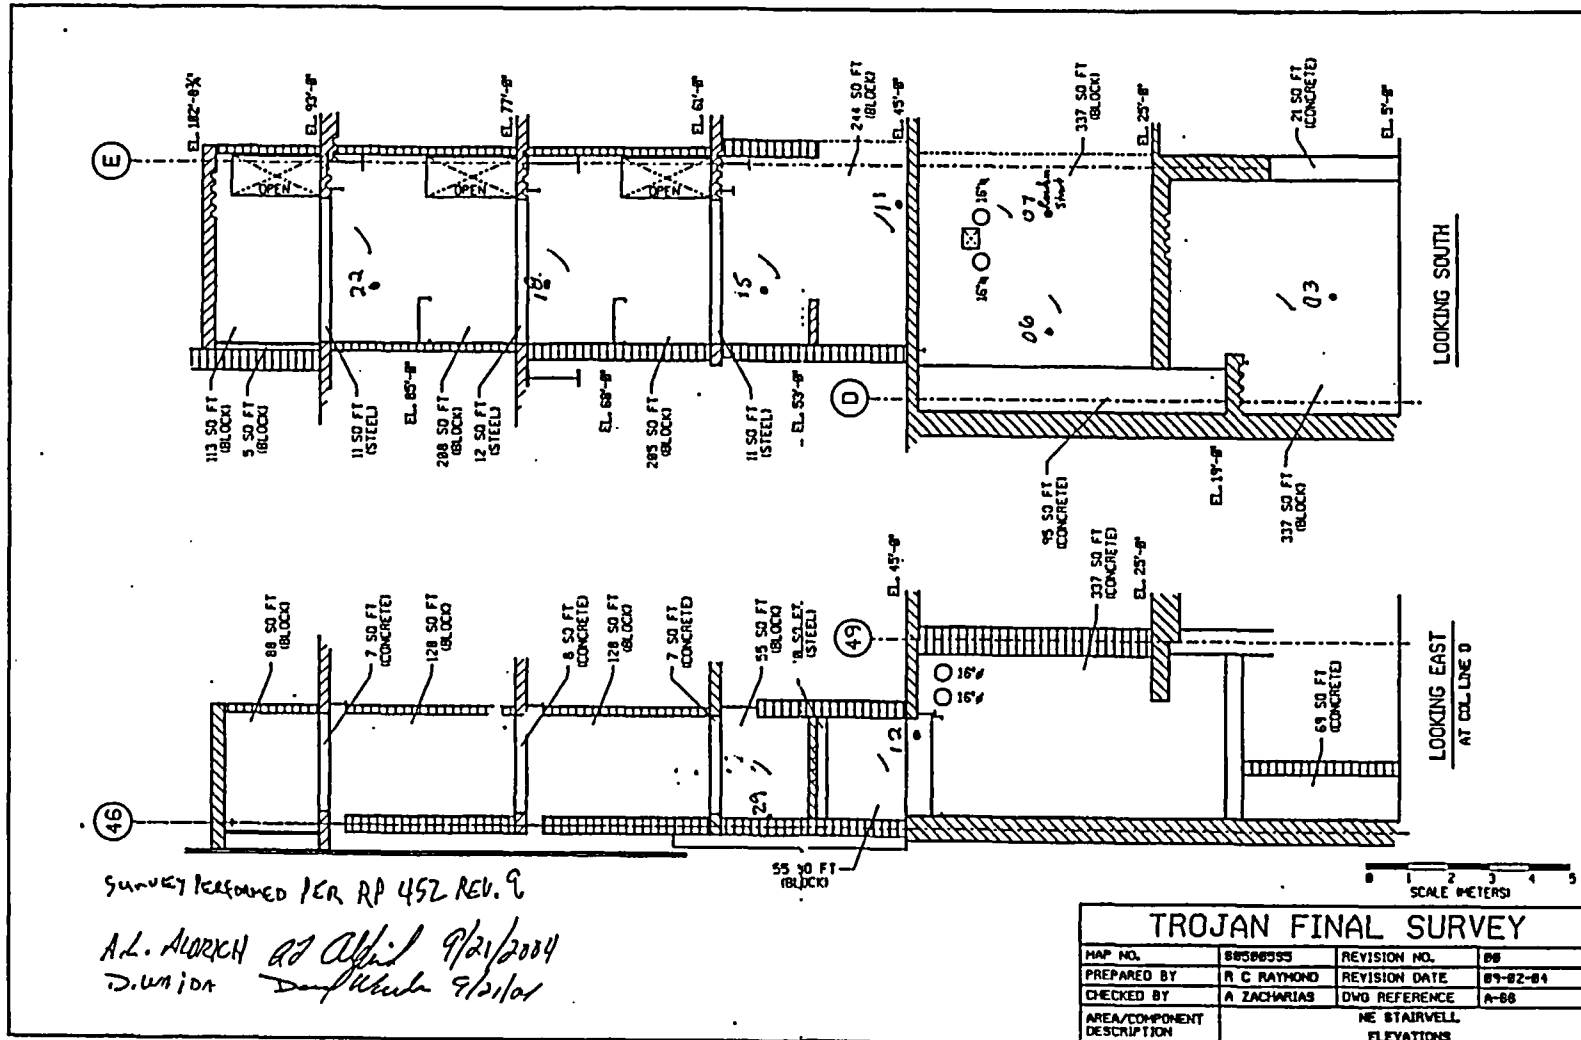 E
EL. 102'-8¾"
EL. 93'-0"
EL. 77'-0"
EL. 61'-0"
244 SQ FT
(BLOCK)
EL. 45'-0"
337 SQ FT
(BLOCK)
EL. 25'-0"
21 SQ FT
(CONCRETE)
EL. 5'-0"
OPEN
OPEN
OPEN
22
18
15
11
16"ø
16"ø
07
Start
06
03
LOOKING SOUTH
D
113 SQ FT
(BLOCK)
5 SQ FT
(BLOCK)
11 SQ FT
(STEEL)
EL. 85'-0"
208 SQ FT
(BLOCK)
12 SQ FT
(STEEL)
EL. 69'-0"
205 SQ FT
(BLOCK)
11 SQ FT
(STEEL)
EL. 53'-0"
95 SQ FT
(CONCRETE)
EL. 19'-0"
337 SQ FT
(BLOCK)
88 SQ FT
(BLOCK)
7 SQ FT
(CONCRETE)
128 SQ FT
(BLOCK)
8 SQ FT
(CONCRETE)
128 SQ FT
(BLOCK)
7 SQ FT
(CONCRETE)
55 SQ FT
(BLOCK)
SQ FT.
(STEEL)
49
EL. 45'-0"
337 SQ FT
(CONCRETE)
EL. 25'-0"
16"ø
16"ø
12
29
69 SQ FT
(CONCRETE)
LOOKING EAST
AT COL LINE D
46
55 SQ FT
(BLOCK)
SURVEY PERFORMED PER RP 452 REV. 9
A.L. ALDRICH 9/21/2004
D. WAIDA 9/21/04
0 1 2 3 4 5
SCALE (METERS)
TROJAN FINAL SURVEY
MAP NO. REVISION NO. 00
PREPARED BY R C RAYMOND REVISION DATE 09-02-04
CHECKED BY A ZACHARIAS DWG REFERENCE
AREA/COMPONENT DESCRIPTION NE STAIRWELL
ELEVATIONS